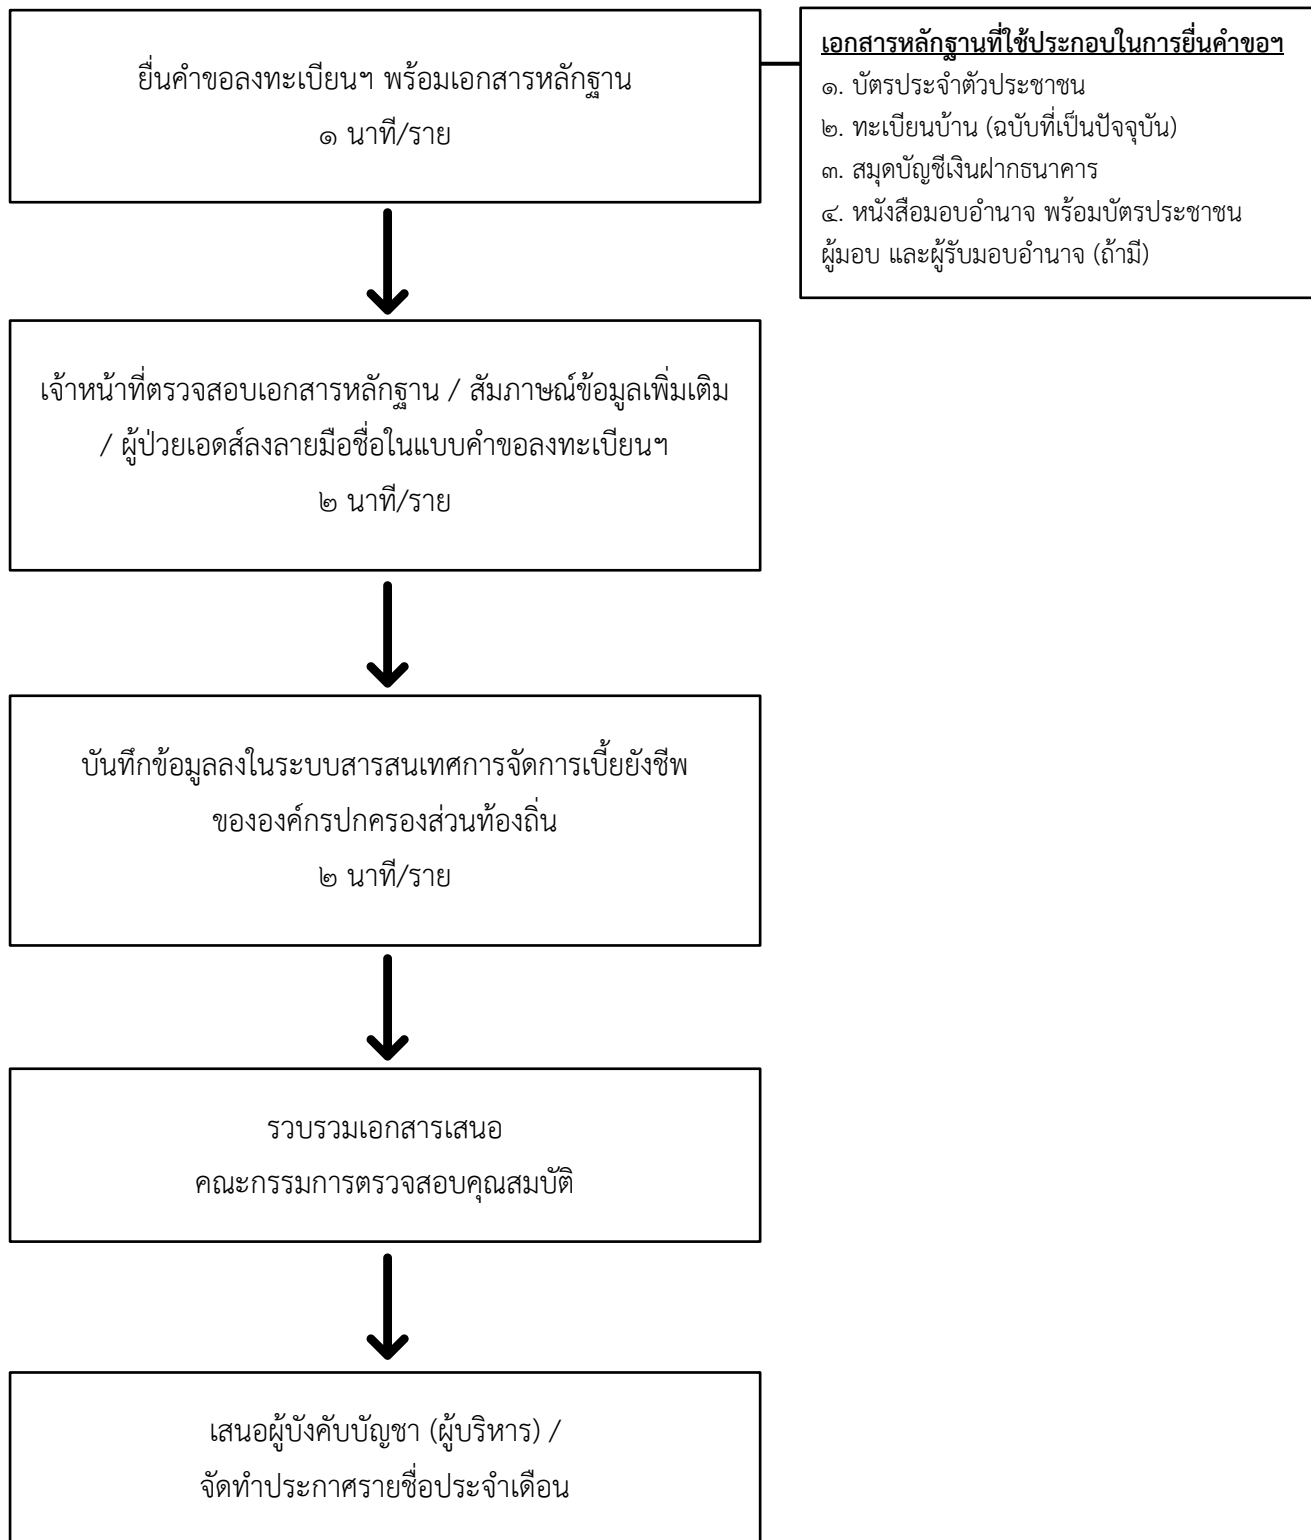 ยื่นคำขอลงทะเบียนฯ พร้อมเอกสารหลักฐาน
๑ นาที/ราย
เอกสารหลักฐานที่ใช้ประกอบในการยื่นคำขอฯ
๑. บัตรประจำตัวประชาชน
๒. ทะเบียนบ้าน (ฉบับที่เป็นปัจจุบัน)
๓. สมุดบัญชีเงินฝากธนาคาร
๔. หนังสือมอบอำนาจ พร้อมบัตรประชาชน
ผู้มอบ และผู้รับมอบอำนาจ (ถ้ามี)
เจ้าหน้าที่ตรวจสอบเอกสารหลักฐาน / สัมภาษณ์ข้อมูลเพิ่มเติม
/ ผู้ป่วยเอดส์ลงลายมือชื่อในแบบคำขอลงทะเบียนฯ
๒ นาที/ราย
บันทึกข้อมูลลงในระบบสารสนเทศการจัดการเบี้ยยังชีพ
ขององค์กรปกครองส่วนท้องถิ่น
๒ นาที/ราย
รวบรวมเอกสารเสนอ
คณะกรรมการตรวจสอบคุณสมบัติ
เสนอผู้บังคับบัญชา (ผู้บริหาร) /
จัดทำประกาศรายชื่อประจำเดือน